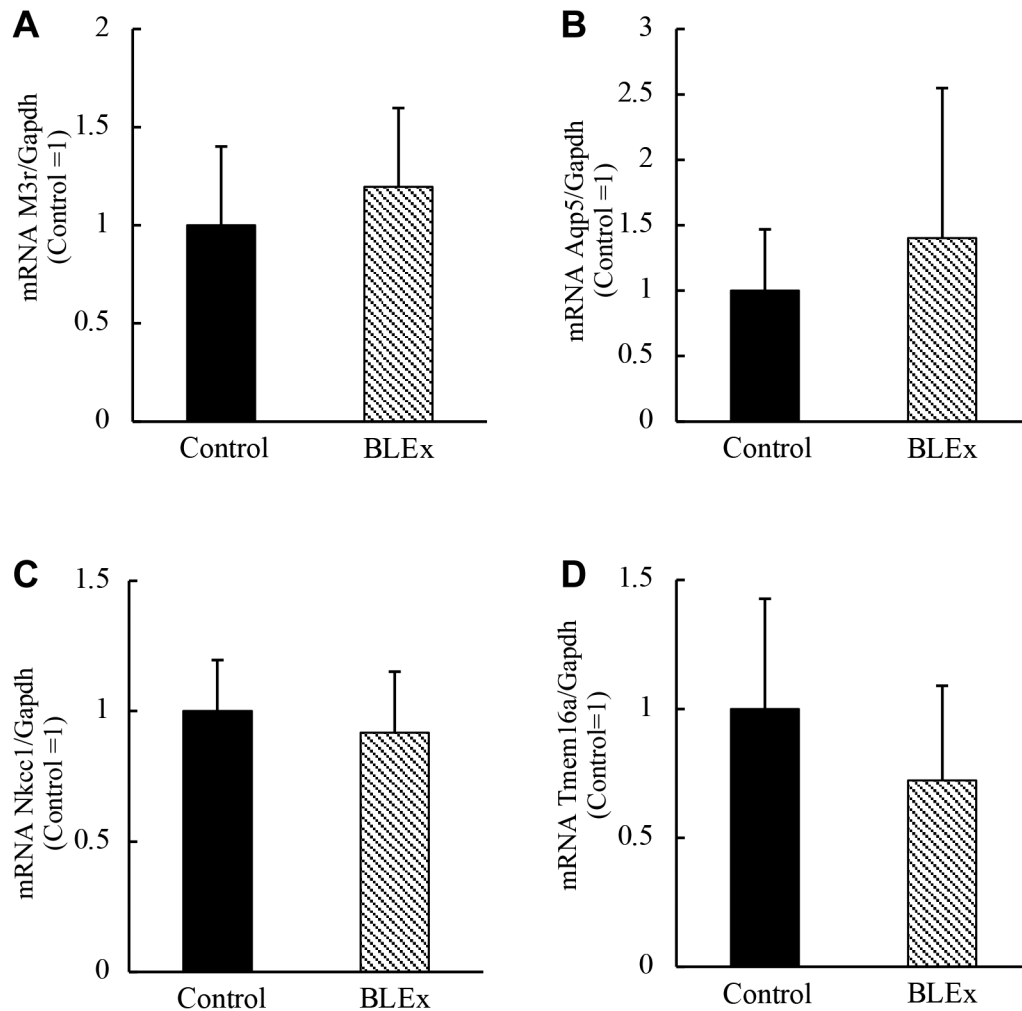 A
mRNA M3r/Gapdh
(Control =1)
2
1.5
1
0.5
0
Control
BLEx
B
mRNA Aqp5/Gapdh
(Control =1)
3
2.5
2
1.5
1
0.5
0
Control
BLEx
C
mRNA Nkcc1/Gapdh
(Control =1)
1.5
1
0.5
0
Control
BLEx
D
mRNA Tmem16a/Gapdh
(Control=1)
1.5
1
0.5
0
Control
BLEx